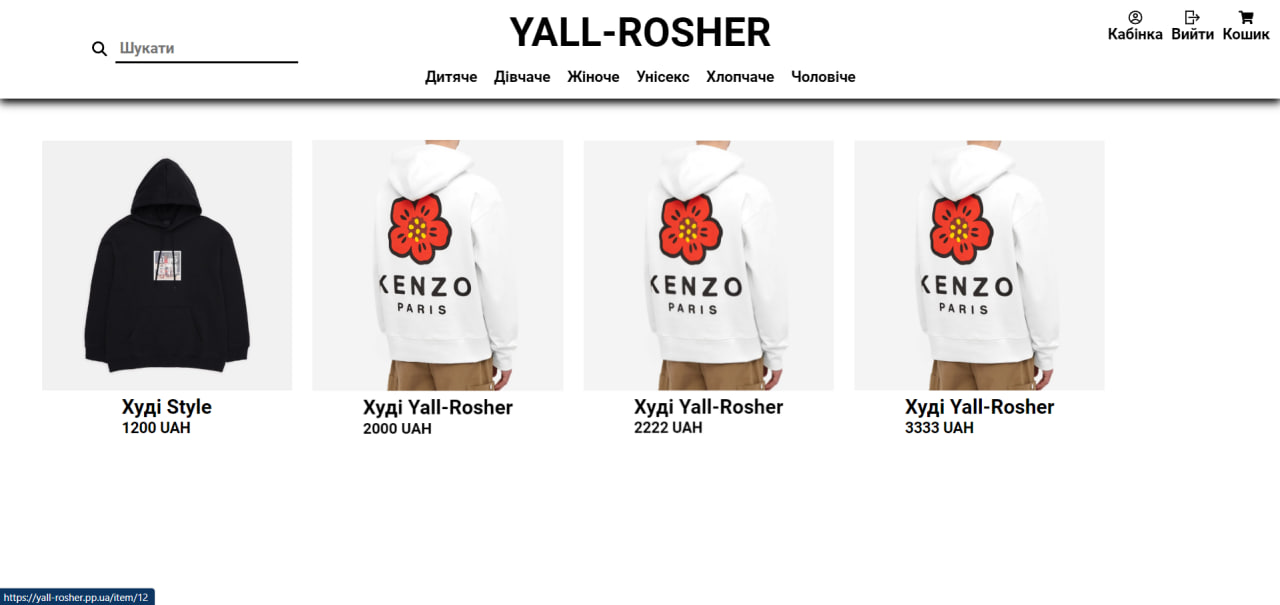 YALL-ROSHER
Шукати
Кабінка Вийти Кошик
Дитяче Дівчаче Жіноче Унісекс Хлопчаче Чоловіче
KENZO
PARIS
KENZO
PARIS
KENZO
PARIS
Худі Style
1200 UAH
Худі Yall-Rosher
2000 UAH
Худі Yall-Rosher
2222 UAH
Худі Yall-Rosher
3333 UAH
https://yall-rosher.pp.ua/item/12